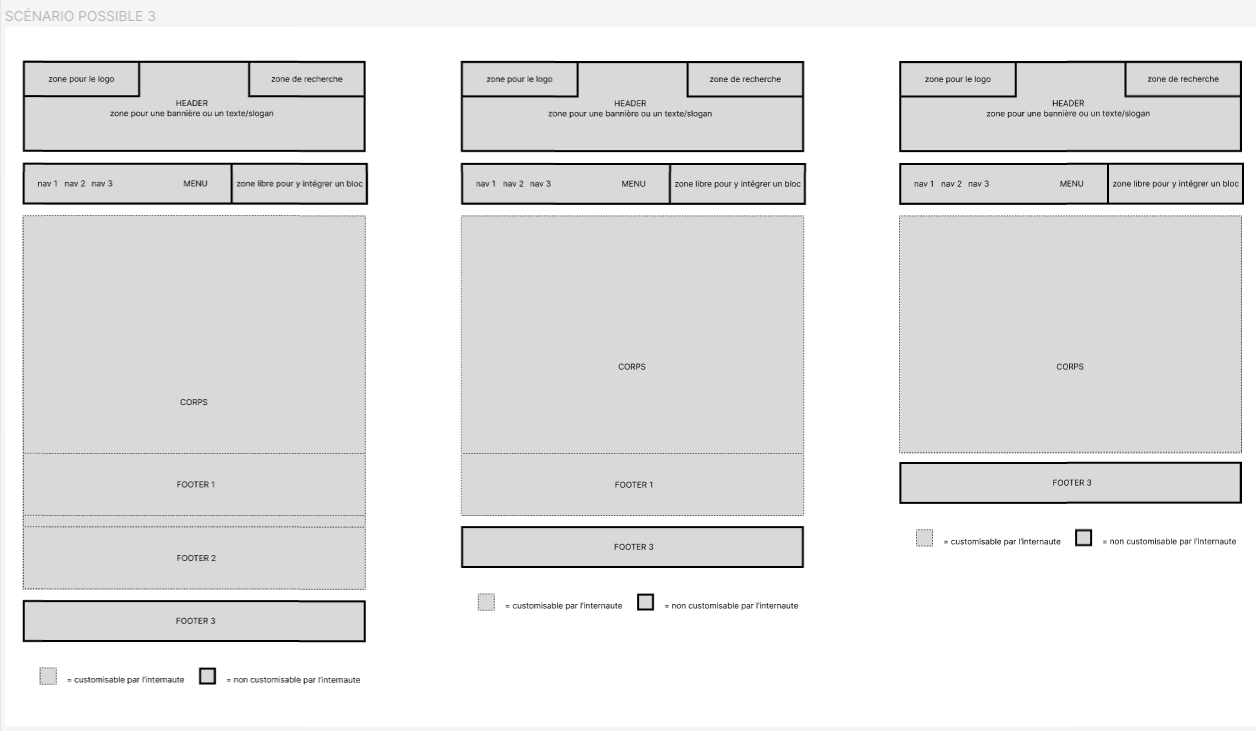 SCÉNARIO POSSIBLE 3
zone pour le logo
zone de recherche
HEADER
zone pour une bannière ou un texte/slogan
nav 1 nav 2 nav 3
MENU
zone libre pour y intégrer un bloc
CORPS
FOOTER 1
FOOTER 2
FOOTER 3
= customisable par l'internaute
= non customisable par l'internaute
zone pour le logo
zone de recherche
HEADER
zone pour une bannière ou un texte/slogan
nav 1 nav 2 nav 3
MENU
zone libre pour y intégrer un bloc
CORPS
FOOTER 1
FOOTER 3
= customisable par l'internaute
= non customisable par l'internaute
zone pour le logo
zone de recherche
HEADER
zone pour une bannière ou un texte/slogan
nav 1 nav 2 nav 3
MENU
zone libre pour y intégrer un bloc
CORPS
FOOTER 3
= customisable par l'internaute
= non customisable par l'internaute